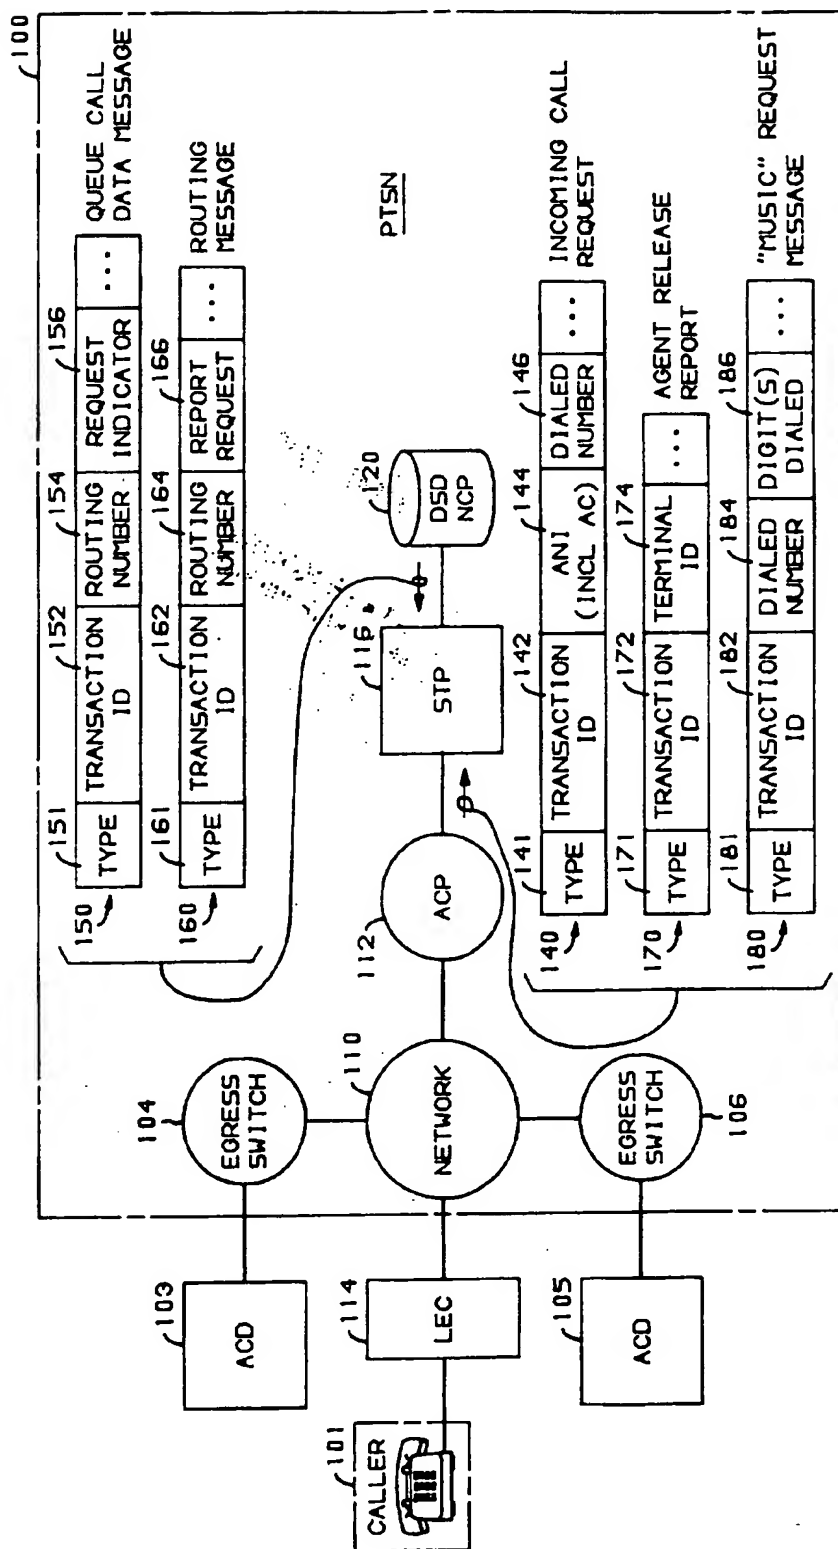 100
151
152
154
156
TYPE
TRANSACTION
ID
ROUTING
NUMBER
REQUEST
INDICATOR
...
QUEUE CALL
DATA MESSAGE
150
161
162
164
166
TYPE
TRANSACTION
ID
ROUTING
NUMBER
REPORT
REQUEST
...
ROUTING
MESSAGE
160
PTSN
103
ACD
104
EGRESS
SWITCH
101
CALLER
114
LEC
110
NETWORK
112
ACP
116
STP
120
DSD
NCP
105
ACD
106
EGRESS
SWITCH
141
142
144
146
TYPE
TRANSACTION
ID
ANI
(INCL AC)
DIALED
NUMBER
...
INCOMING CALL
REQUEST
140
171
172
174
TYPE
TRANSACTION
ID
TERMINAL
ID
...
AGENT RELEASE
REPORT
170
181
182
184
186
TYPE
TRANSACTION
ID
DIALED
NUMBER
DIGIT(S)
DIALED
...
"MUSIC" REQUEST
MESSAGE
180